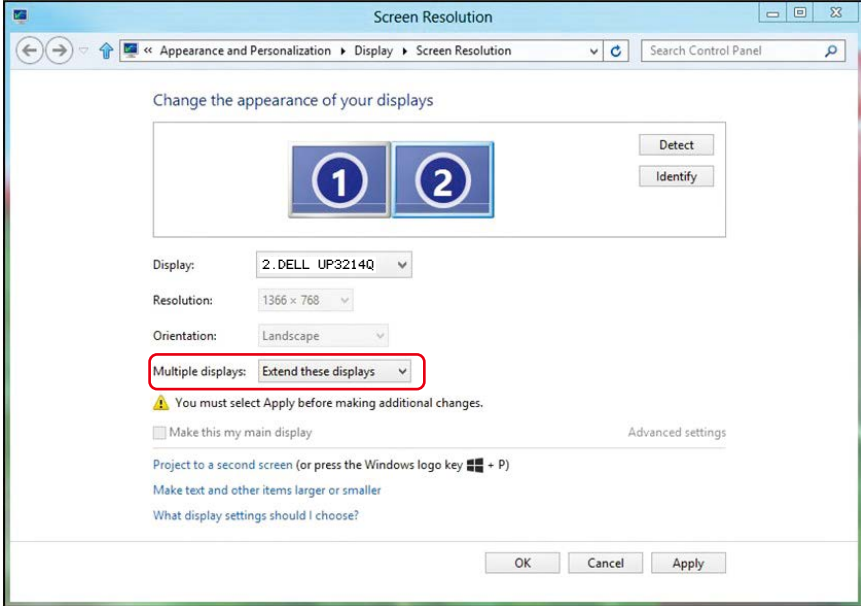 Screen Resolution
« Appearance and Personalization Display Screen Resolution Search Control Panel
Change the appearance of your displays
1 2
Detect
Identify
Display: 2.DELL UP3214Q
Resolution: 1366 × 768
Orientation: Landscape
Multiple displays: Extend these displays
You must select Apply before making additional changes.
Make this my main display Advanced settings
Project to a second screen (or press the Windows logo key + P)
Make text and other items larger or smaller
What display settings should I choose?
OK Cancel Apply